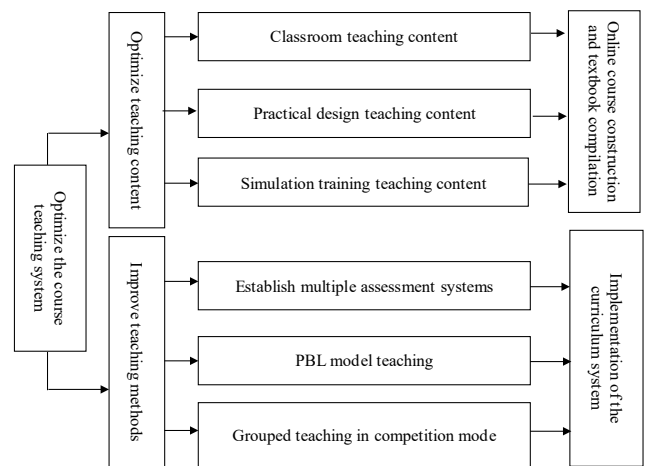 Optimize the course
teaching system
Optimize teaching content
Classroom teaching content
Practical design teaching content
Simulation training teaching content
Online course construction
and textbook compilation
Improve teaching methods
Establish multiple assessment systems
PBL model teaching
Grouped teaching in competition mode
Implementation of the
curriculum system